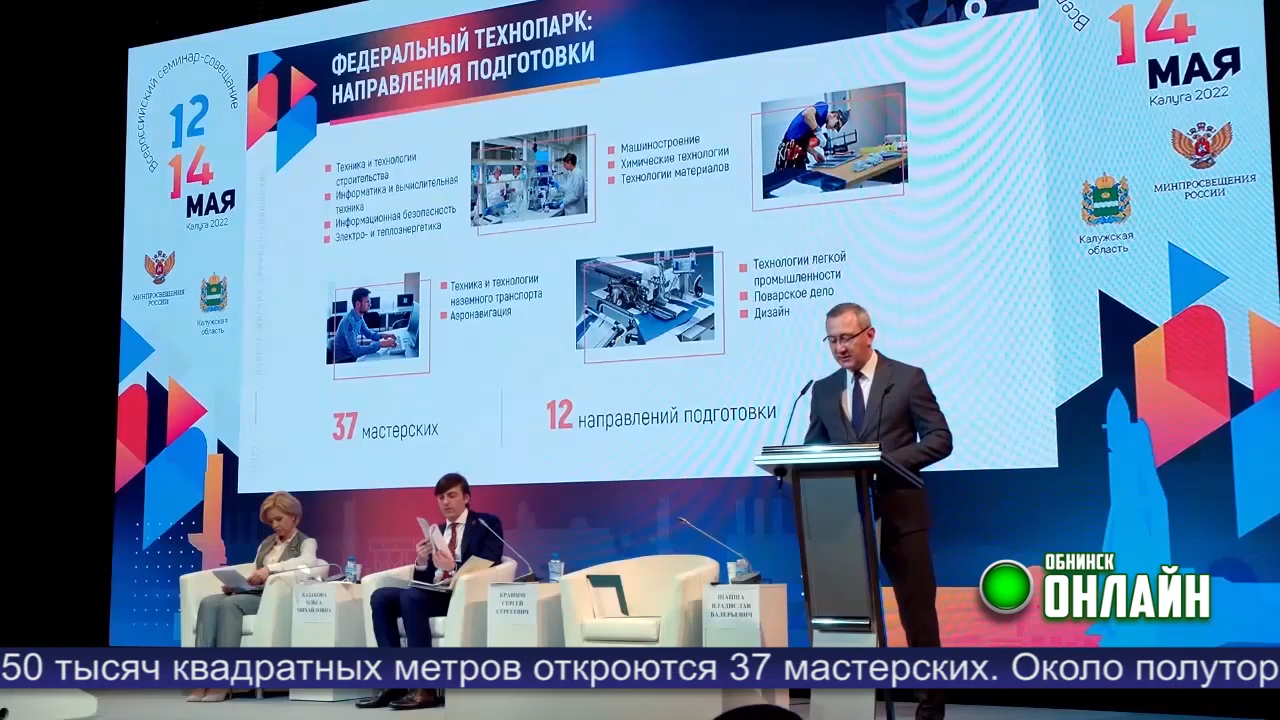 Всероссийский семинар-совещание
12
14
МАЯ
Калуга 2022
МИНПРОСВЕЩЕНИЯ
РОССИИ
Калужская
область
ФЕДЕРАЛЬНЫЙ ТЕХНОПАРК:
НАПРАВЛЕНИЯ ПОДГОТОВКИ
Техника и технологии
строительства
Информатика и вычислительная
техника
Информационная безопасность
Электро- и теплоэнергетика
Машиностроение
Химические технологии
Технологии материалов
Техника и технологии
наземного транспорта
Аэронавигация
Технологии легкой
промышленности
Поварское дело
Дизайн
37 мастерских
12 направлений подготовки
14
МАЯ
Калуга 2022
МИНПРОСВЕЩЕНИЯ
РОССИИ
Калужская
область
КАЗАКОВА
ОЛЬГА
МИХАЙЛОВНА
КРАВЦОВ
СЕРГЕЙ
СЕРГЕЕВИЧ
ШАПША
ВЛАДИСЛАВ
ВАЛЕРЬЕВИЧ
ОБНИНСК
ОНЛАЙН
50 тысяч квадратных метров откроются 37 мастерских. Около полутор